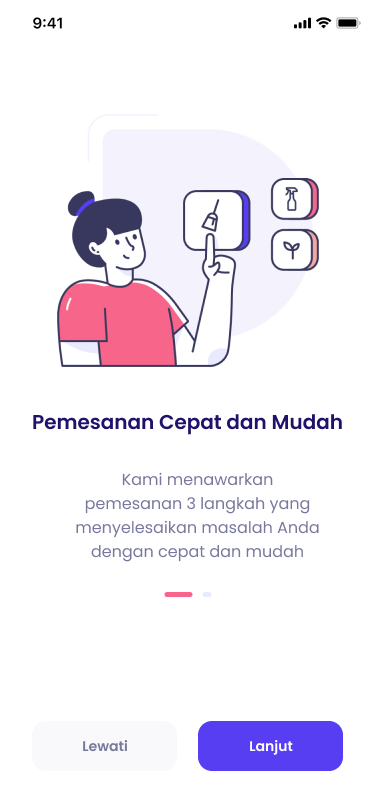 9:41
Pemesanan Cepat dan Mudah
Kami menawarkan
pemesanan 3 langkah yang
menyelesaikan masalah Anda
dengan cepat dan mudah
Lewati
Lanjut